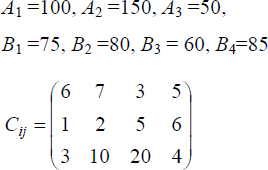 A₁ =100, A₂ =150, A₃ =50,
B₁ =75, B₂ =80, B₃ = 60, B₄=85
6 7 3 5
Cᵢⱼ = 1 2 5 6
3 10 20 4